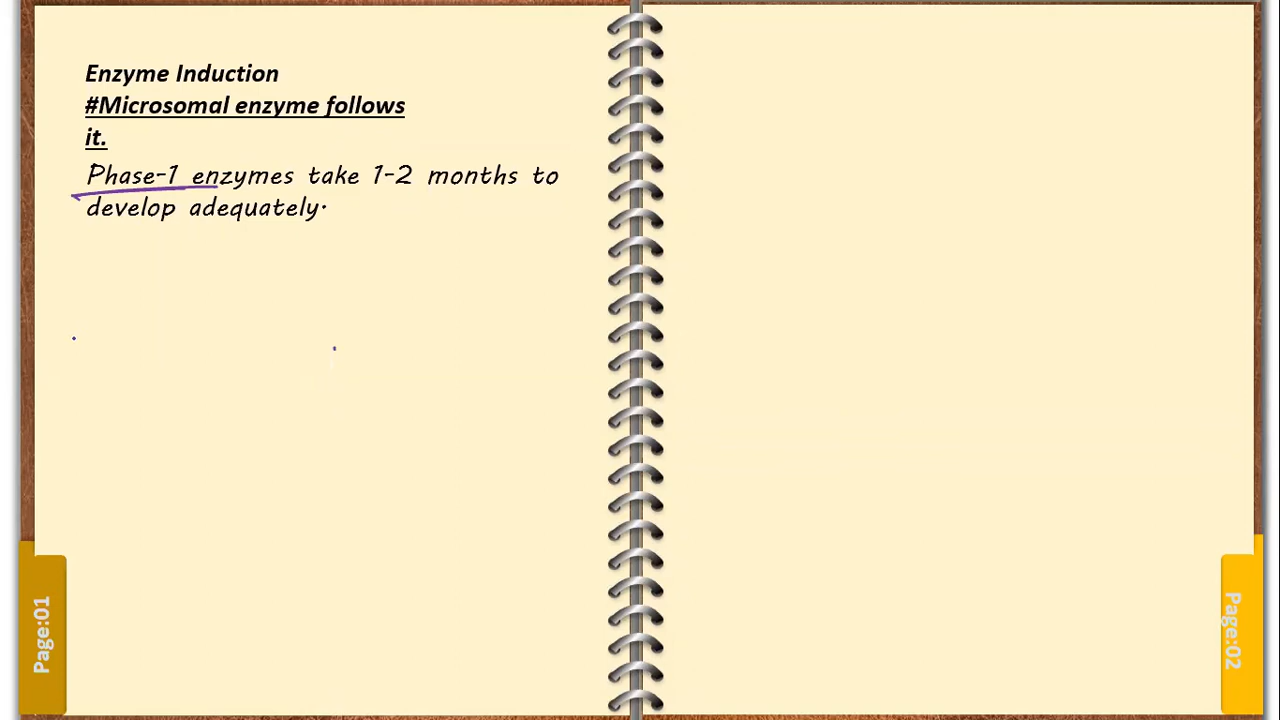 Enzyme Induction
#Microsomal enzyme follows
it.
Phase-1 enzymes take 1-2 months to
develop adequately.
Page:01
Page:02